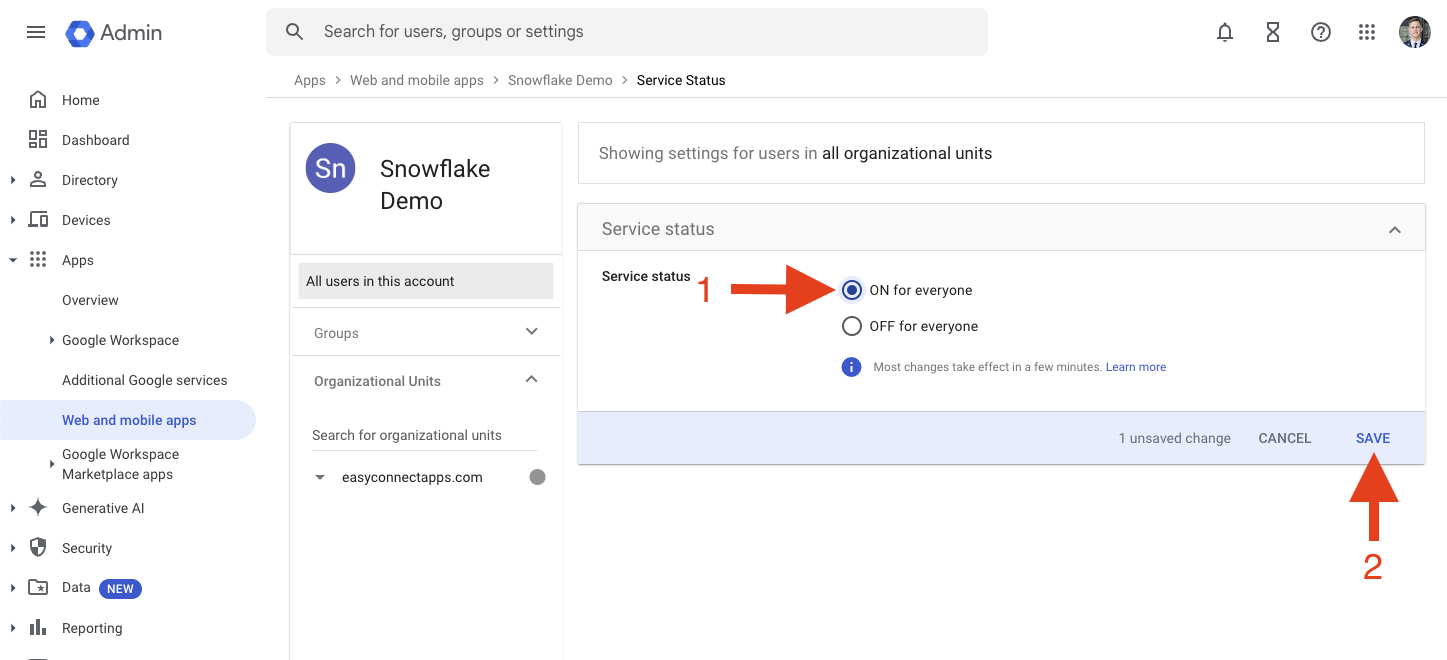 Admin
Search for users, groups or settings
Apps > Web and mobile apps > Snowflake Demo > Service Status
Home
Dashboard
Directory
Devices
Apps
Overview
Google Workspace
Additional Google services
Web and mobile apps
Google Workspace
Marketplace apps
Generative AI
Security
Data NEW
Reporting
Sn
Snowflake
Demo
All users in this account
Groups
Organizational Units
Search for organizational units
easyconnectapps.com
Showing settings for users in all organizational units
Service status
Service status
1
ON for everyone
OFF for everyone
Most changes take effect in a few minutes. Learn more
1 unsaved change CANCEL SAVE
2